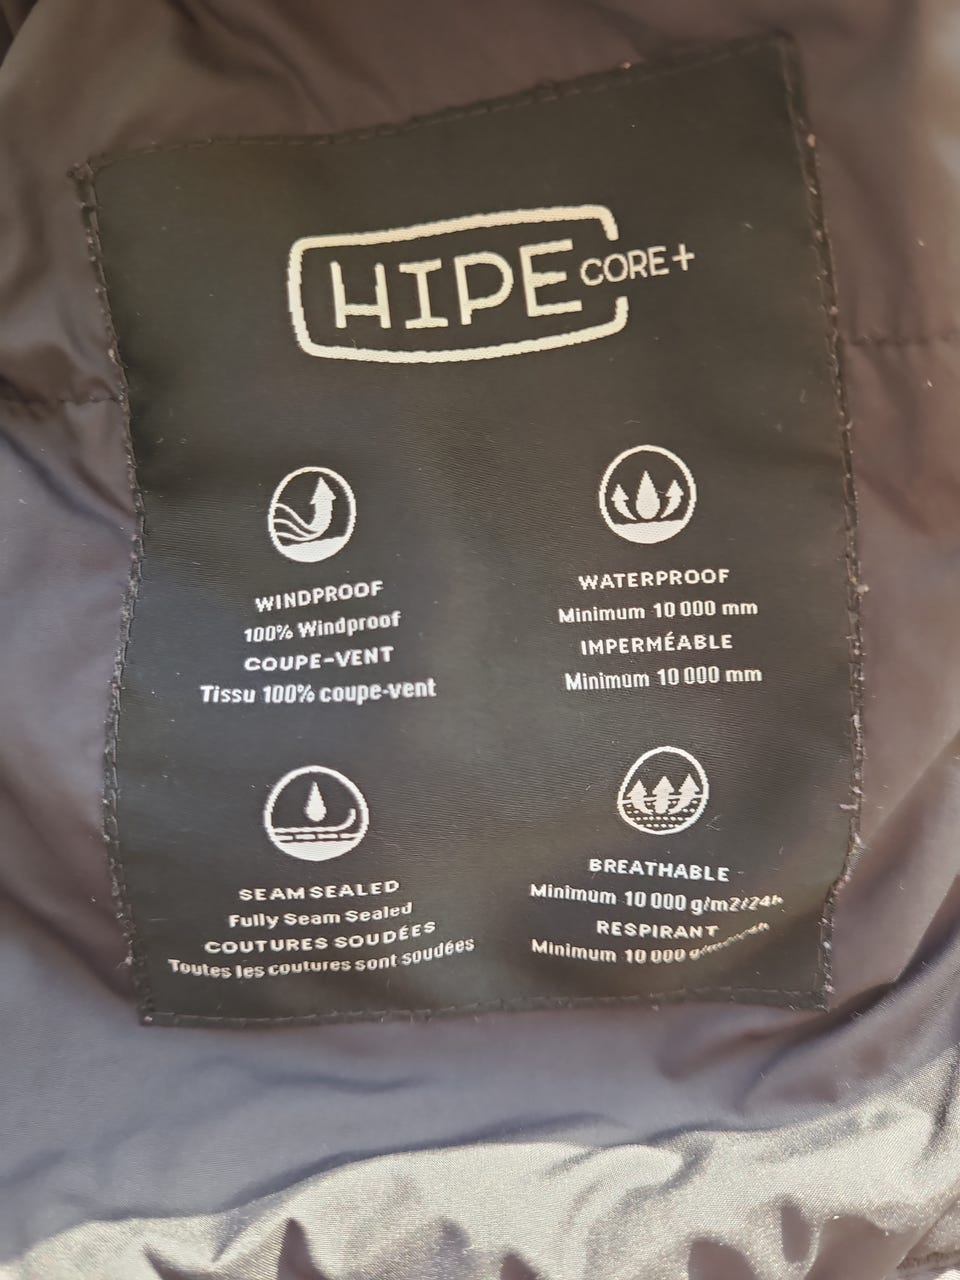 HIPE CORE+
WINDPROOF
100% Windproof
COUPE-VENT
Tissu 100% coupe-vent
WATERPROOF
Minimum 10 000 mm
IMPERMÉABLE
Minimum 10 000 mm
SEAM SEALED
Fully Seam Sealed
COUTURES SOUDÉES
Toutes les coutures sont soudées
BREATHABLE
Minimum 10 000 g/m2/24h
RESPIRANT
Minimum 10 000